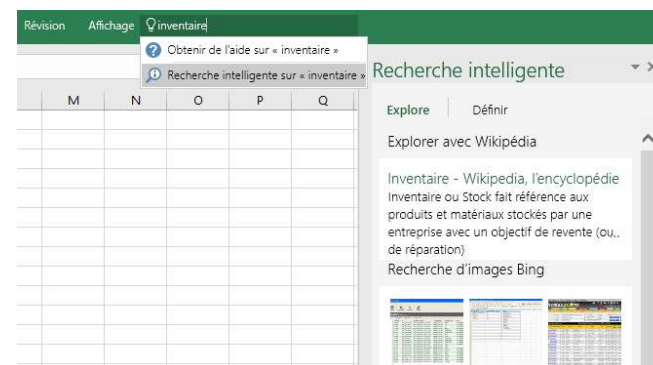 Révision Affichage inventaire
Obtenir de l'aide sur « inventaire »
Recherche intelligente sur « inventaire »
M N O P Q
Recherche intelligente
Explore Définir
Explorer avec Wikipédia
Inventaire - Wikipedia, l'encyclopédie
Inventaire ou Stock fait référence aux
produits et matériaux stockés par une
entreprise avec un objectif de revente (ou,.
de réparation)
Recherche d'images Bing